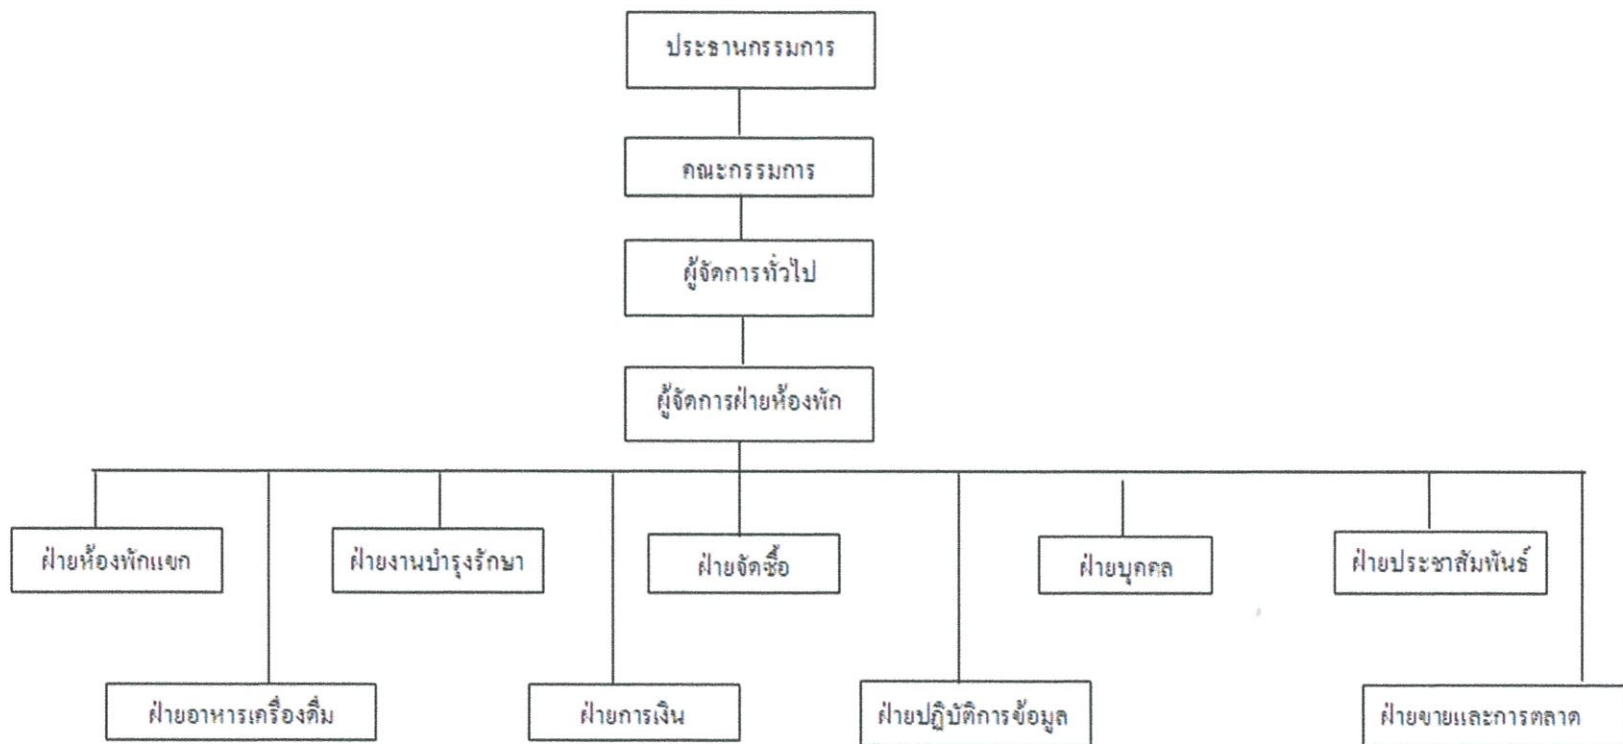 ประธานกรรมการ
คณะกรรมการ
ผู้จัดการทั่วไป
ผู้จัดการฝ่ายห้องพัก
ฝ่ายห้องพักแขก
ฝ่ายงานบำรุงรักษา
ฝ่ายจัดซื้อ
ฝ่ายบุคคล
ฝ่ายประชาสัมพันธ์
ฝ่ายอาหารเครื่องดื่ม
ฝ่ายการเงิน
ฝ่ายปฏิบัติการข้อมูล
ฝ่ายขายและการตลาด